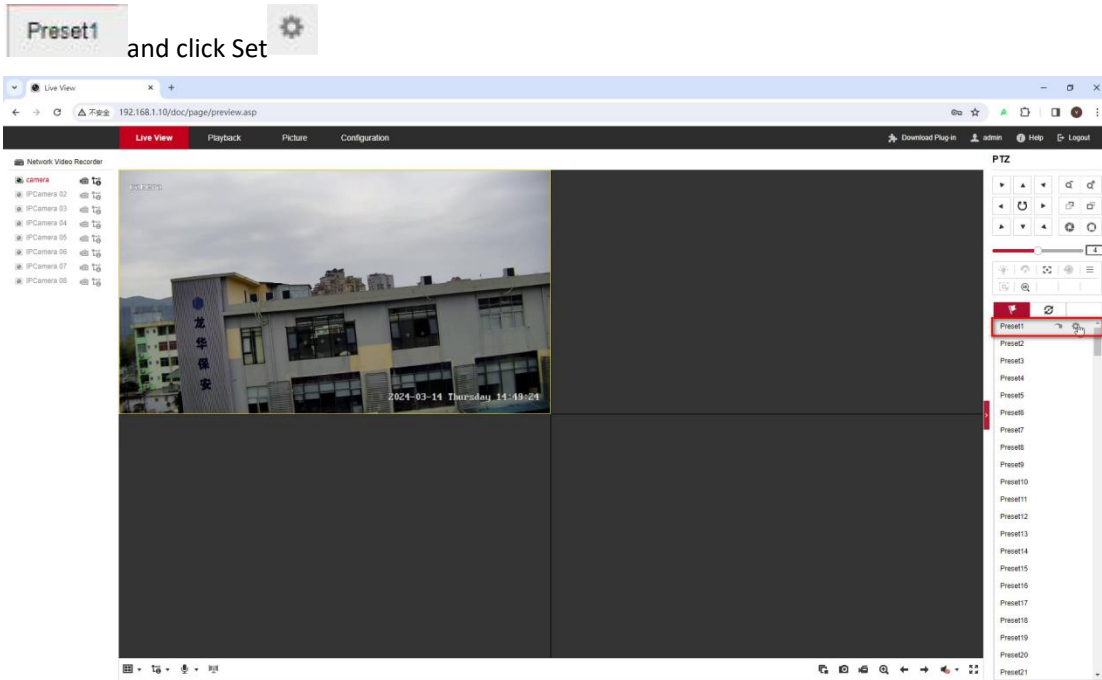 Preset1 and click Set
Live View
不安全 192.168.1.10/doc/page/preview.asp
Live View Playback Picture Configuration Download Plug-in admin Help Logout
Network Video Recorder
PTZ
camera
IPCamera 02
IPCamera 03
IPCamera 04
IPCamera 05
IPCamera 06
IPCamera 07
IPCamera 08
4
龙华保安
2024-03-14 Thursday 14:49:24
Preset1
Preset2
Preset3
Preset4
Preset5
Preset6
Preset7
Preset8
Preset9
Preset10
Preset11
Preset12
Preset13
Preset14
Preset15
Preset16
Preset17
Preset18
Preset19
Preset20
Preset21